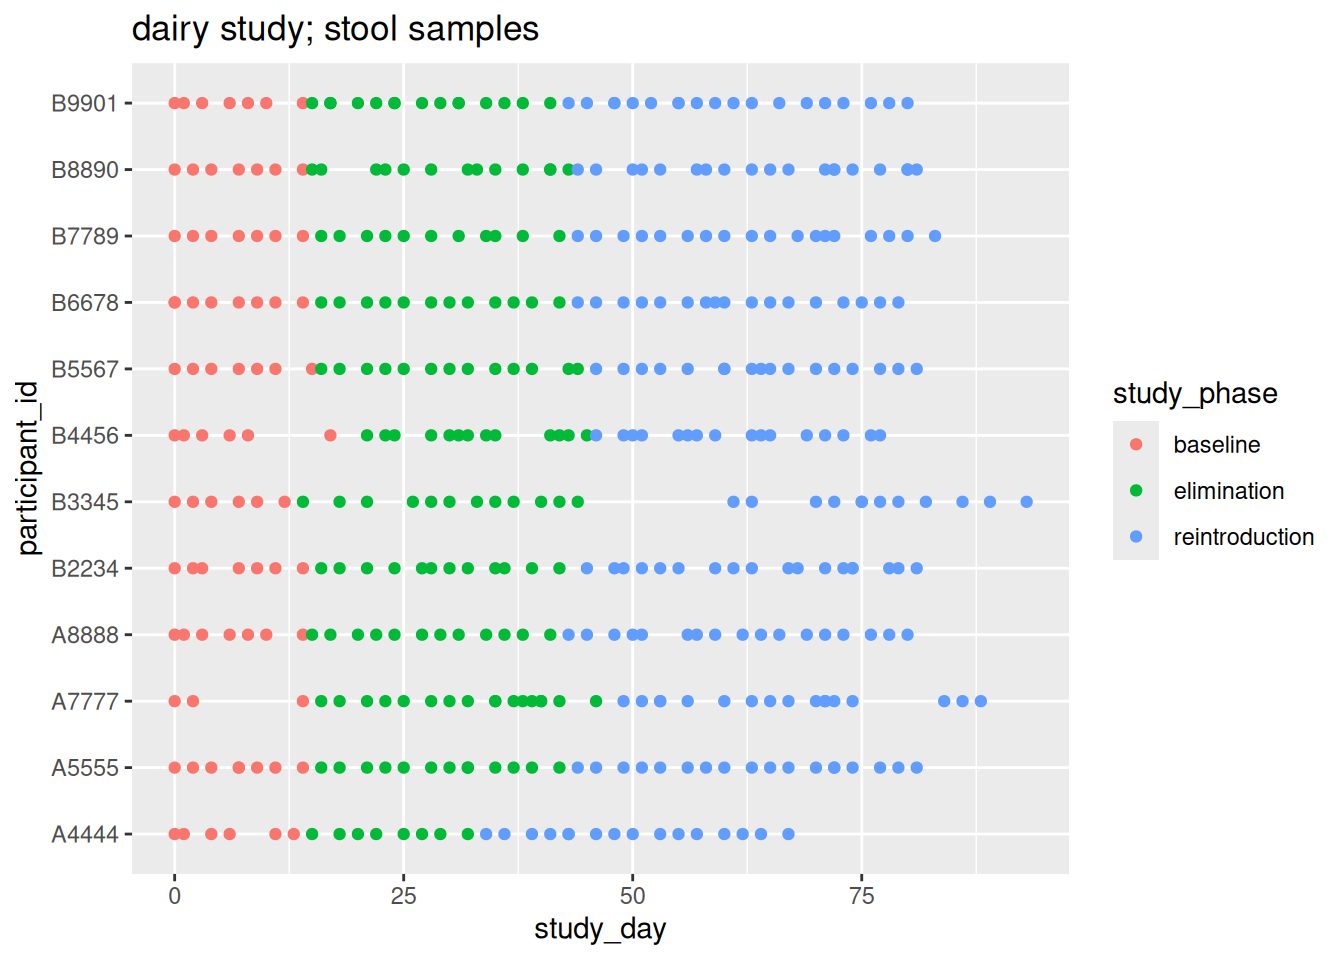 dairy study; stool samples
participant_id
B9901
B8890
B7789
B6678
B5567
B4456
B3345
B2234
A8888
A7777
A5555
A4444
0 25 50 75
study_day
study_phase
baseline
elimination
reintroduction